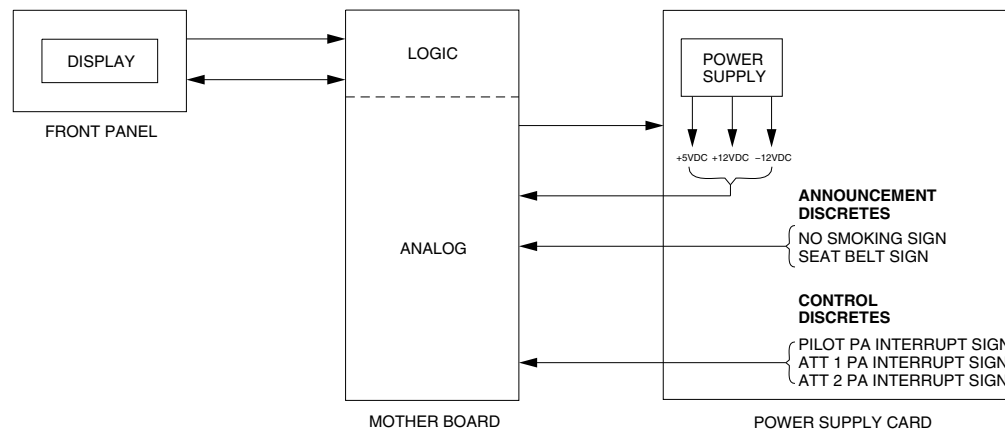 DISPLAY
FRONT PANEL
LOGIC
ANALOG
MOTHER BOARD
POWER
SUPPLY
+5VDC +12VDC −12VDC
ANNOUNCEMENT
DISCRETES
NO SMOKING SIGN
SEAT BELT SIGN
CONTROL
DISCRETES
PILOT PA INTERRUPT SIGN
ATT 1 PA INTERRUPT SIGN
ATT 2 PA INTERRUPT SIGN
POWER SUPPLY CARD